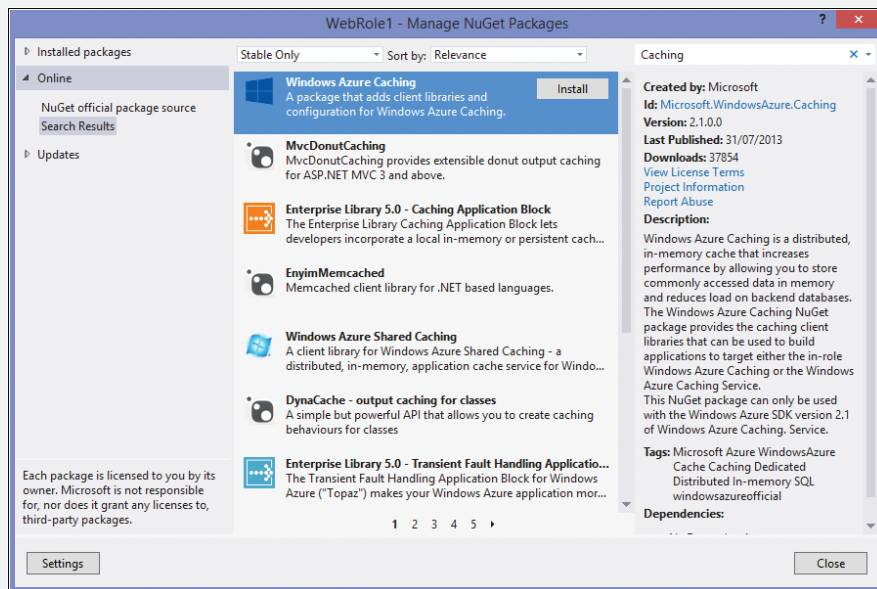 WebRole1 - Manage NuGet Packages
?
Installed packages
Online
NuGet official package source
Search Results
Updates
Each package is licensed to you by its
owner. Microsoft is not responsible
for, nor does it grant any licenses to,
third-party packages.
Settings
Stable Only
Sort by: Relevance
Windows Azure Caching
A package that adds client libraries and
configuration for Windows Azure Caching.
Install
MvcDonutCaching
MvcDonutCaching provides extensible donut output caching
for ASP.NET MVC 3 and above.
Enterprise Library 5.0 - Caching Application Block
The Enterprise Library Caching Application Block lets
developers incorporate a local in-memory or persistent cach...
EnyimMemcached
Memcached client library for .NET based languages.
Windows Azure Shared Caching
A client library for Windows Azure Shared Caching - a
distributed, in-memory, application cache service for Windo...
DynaCache - output caching for classes
A simple but powerful API that allows you to create caching
behaviours for classes
Enterprise Library 5.0 - Transient Fault Handling Applicatio...
The Transient Fault Handling Application Block for Windows
Azure ("Topaz") makes your Windows Azure application mor...
1 2 3 4 5
Caching
Created by: Microsoft
Id: Microsoft.WindowsAzure.Caching
Version: 2.1.0.0
Last Published: 31/07/2013
Downloads: 37854
View License Terms
Project Information
Report Abuse
Description:
Windows Azure Caching is a distributed,
in-memory cache that increases
performance by allowing you to store
commonly accessed data in memory
and reduces load on backend databases.
The Windows Azure Caching NuGet
package provides the caching client
libraries that can be used to build
applications to target either the in-role
Windows Azure Caching or the Windows
Azure Caching Service.
This NuGet package can only be used
with the Windows Azure SDK version 2.1
of Windows Azure Caching. Service.
Tags: Microsoft Azure WindowsAzure
Cache Caching Dedicated
Distributed In-memory SQL
windowsazureofficial
Dependencies:
Close